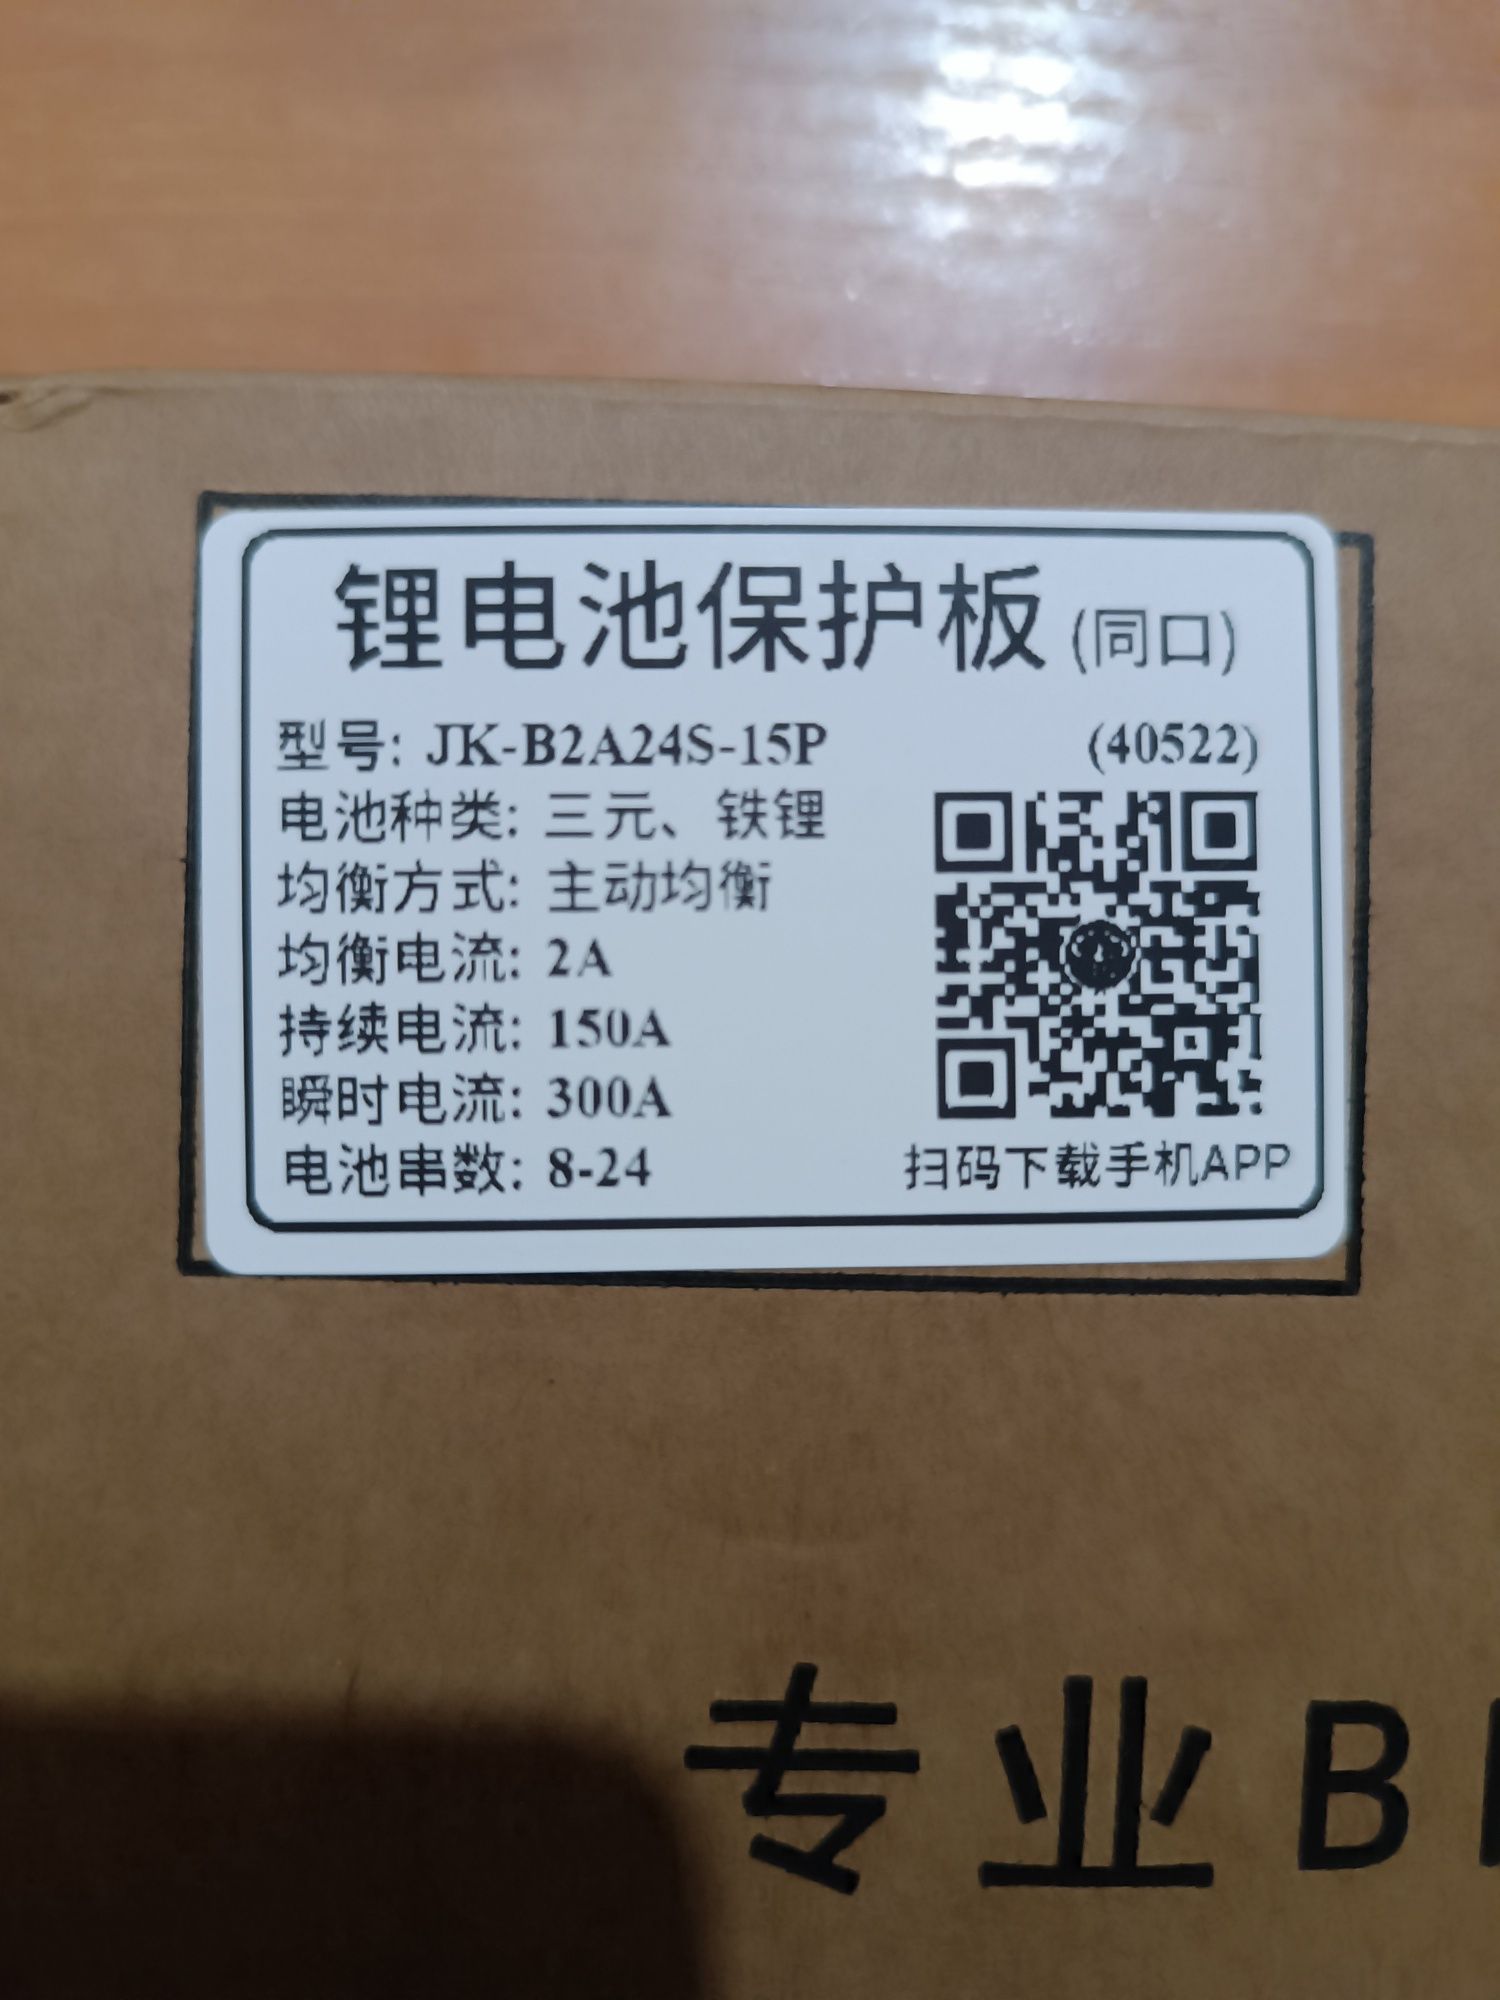 锂电池保护板(同口)
型号: JK-B2A24S-15P (40522)
电池种类: 三元、铁锂
均衡方式: 主动均衡
均衡电流: 2A
持续电流: 150A
瞬时电流: 300A
电池串数: 8-24
扫码下载手机APP
专业B